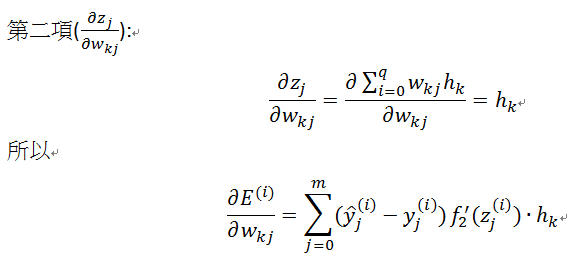 第二項(∂z_j/∂w_kj):↵
∂z_j/∂w_kj = ∂ ∑_{i=0}^{q} w_kj h_k / ∂w_kj = h_k↵
所以↵
∂E^(i)/∂w_kj = ∑_{j=0}^{m} (ŷ_j^(i) − y_j^(i)) f_2′(z_j^(i)) · h_k↵